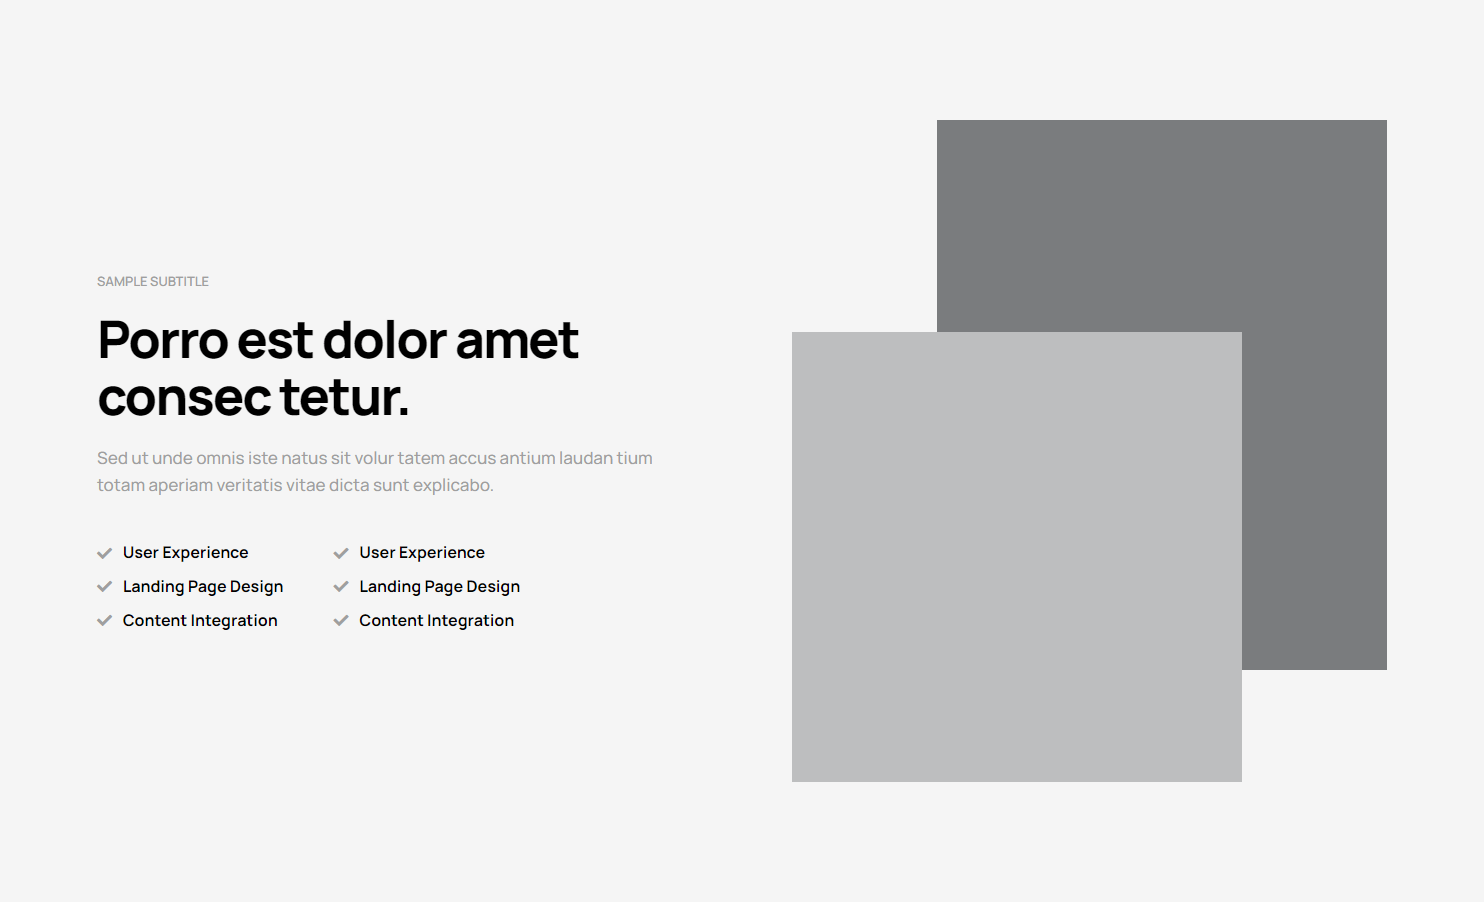 SAMPLE SUBTITLE
Porro est dolor amet
consec tetur.
Sed ut unde omnis iste natus sit volur tatem accus antium laudan tium
totam aperiam veritatis vitae dicta sunt explicabo.
User Experience
Landing Page Design
Content Integration
User Experience
Landing Page Design
Content Integration